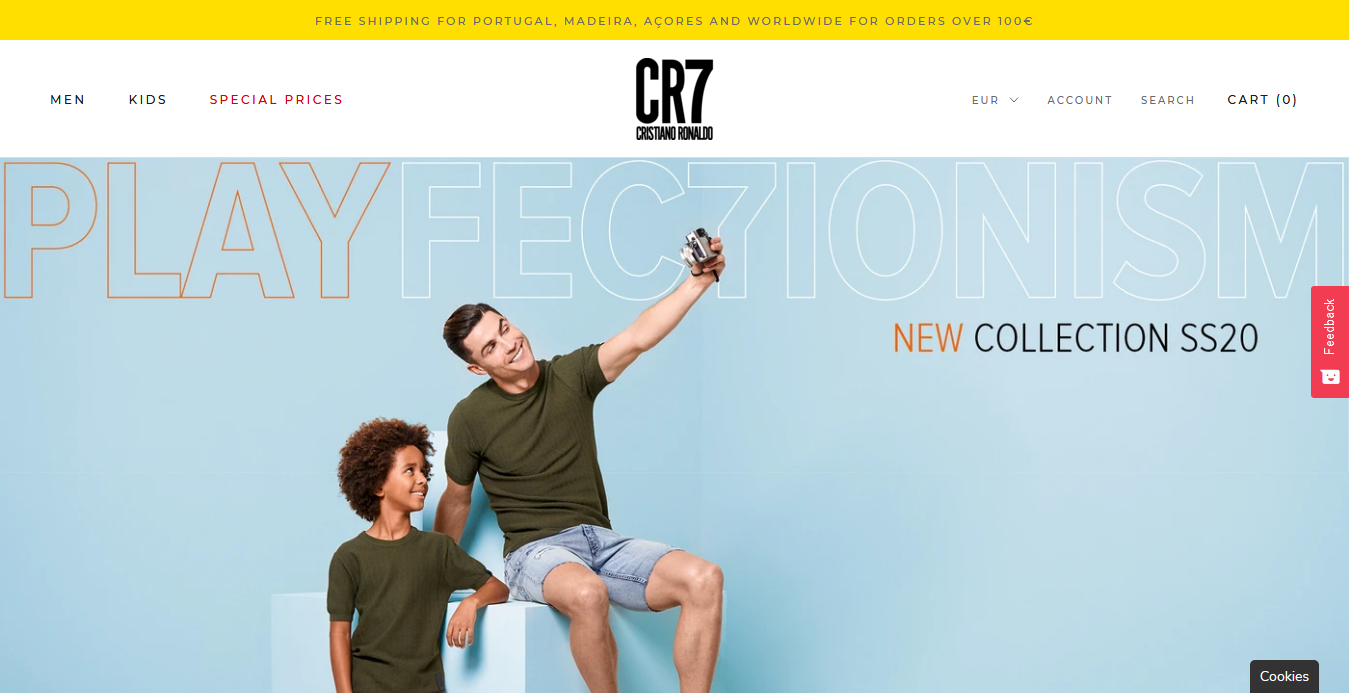 FREE SHIPPING FOR PORTUGAL, MADEIRA, AÇORES AND WORLDWIDE FOR ORDERS OVER 100€
MEN KIDS SPECIAL PRICES
CR7
CRISTIANO RONALDO
EUR ACCOUNT SEARCH CART (0)
PLAYFEC7IONISM
NEW COLLECTION SS20
Feedback
Cookies